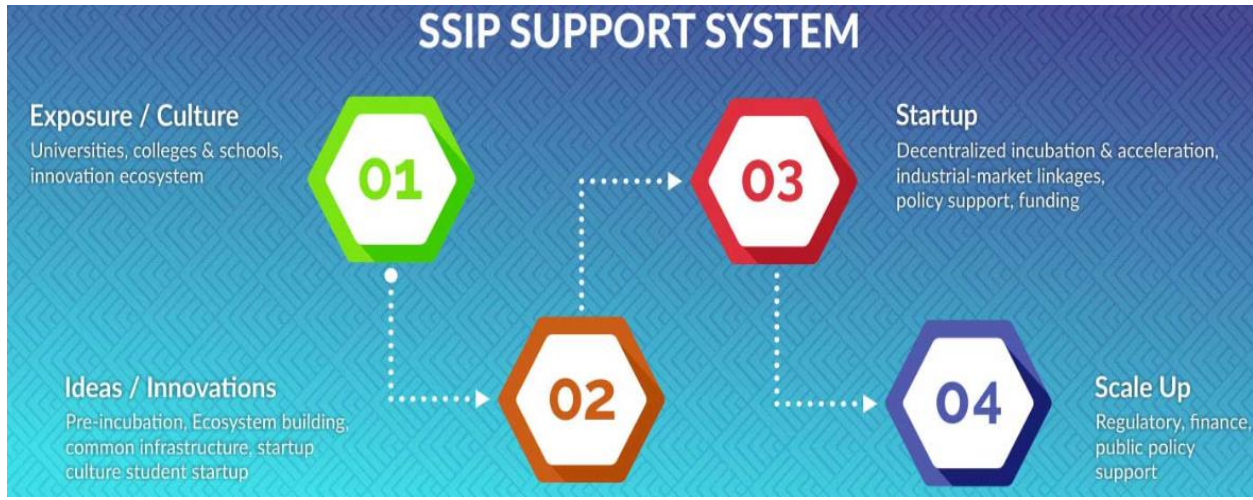 SSIP SUPPORT SYSTEM
Exposure / Culture
Universities, colleges & schools,
innovation ecosystem
01
Ideas / Innovations
Pre-incubation, Ecosystem building,
common infrastructure, startup
culture student startup
02
03
Startup
Decentralized incubation & acceleration,
industrial-market linkages,
policy support, funding
04
Scale Up
Regulatory, finance,
public policy
support